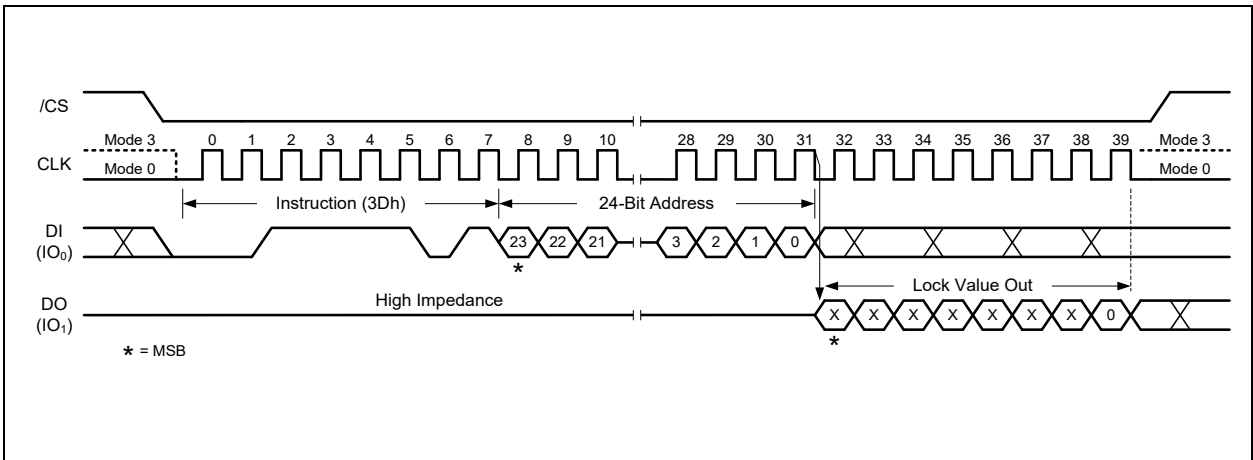 /CS
Mode 3 0 1 2 3 4 5 6 7 8 9 10 28 29 30 31 32 33 34 35 36 37 38 39 Mode 3
CLK
Mode 0 Mode 0
Instruction (3Dh) 24-Bit Address
DI
(IO₀)
23 22 21 3 2 1 0
*
Lock Value Out
High Impedance
DO
(IO₁)
X X X X X X X 0
*
* = MSB